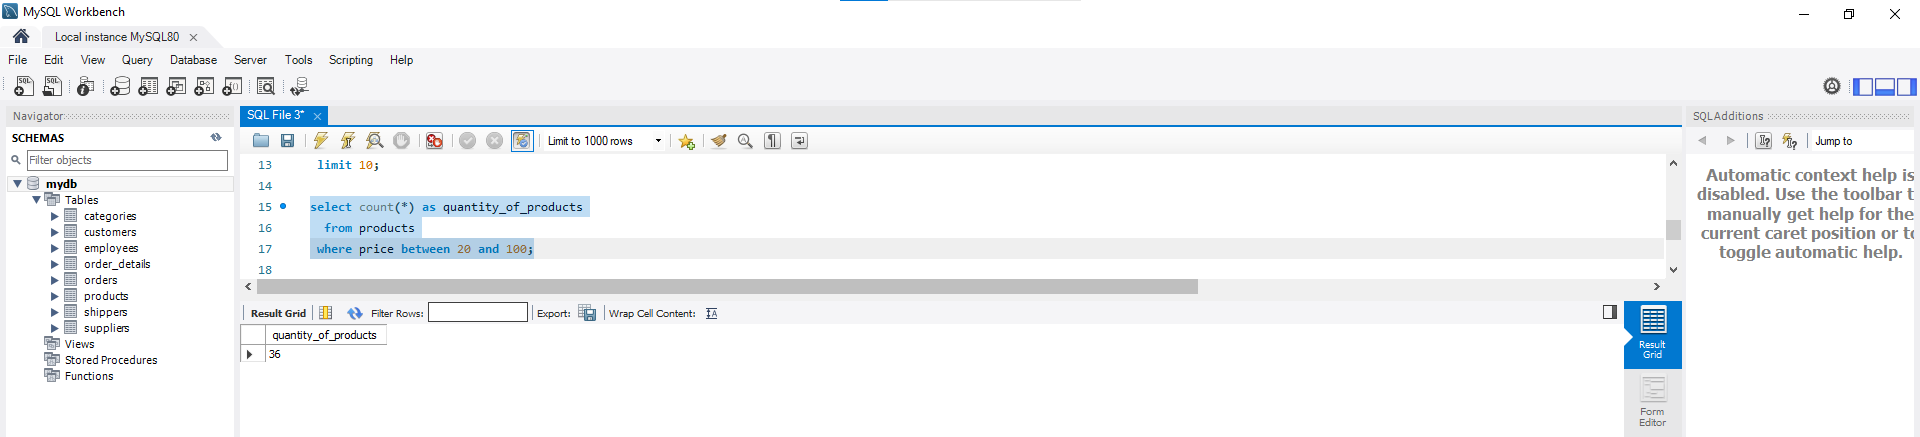 MySQL Workbench
Local instance MySQL80
File Edit View Query Database Server Tools Scripting Help
Navigator
SCHEMAS
Filter objects
mydb
Tables
categories
customers
employees
order_details
orders
products
shippers
suppliers
Views
Stored Procedures
Functions
SQL File 3*
Limit to 1000 rows
13 limit 10;
14
15 select count(*) as quantity_of_products
16 from products
17 where price between 20 and 100;
18
Result Grid Filter Rows: Export: Wrap Cell Content:
quantity_of_products
36
Result
Grid
Form
Editor
SQLAdditions
Jump to
Automatic context help is
disabled. Use the toolbar t
manually get help for the
current caret position or to
toggle automatic help.